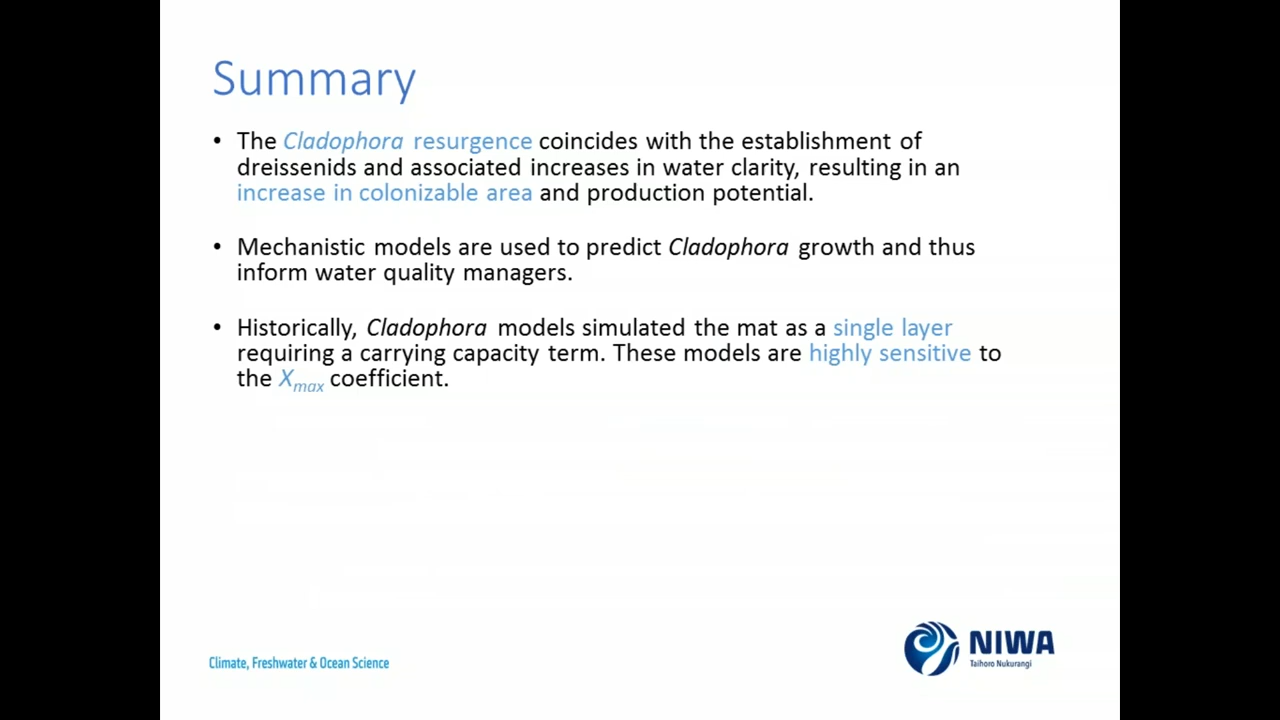 Summary
• The Cladophora resurgence coincides with the establishment of
dreissenids and associated increases in water clarity, resulting in an
increase in colonizable area and production potential.
• Mechanistic models are used to predict Cladophora growth and thus
inform water quality managers.
• Historically, Cladophora models simulated the mat as a single layer
requiring a carrying capacity term. These models are highly sensitive to
the Xmax coefficient.
Climate, Freshwater & Ocean Science
NIWA
Taihoro Nukurangi